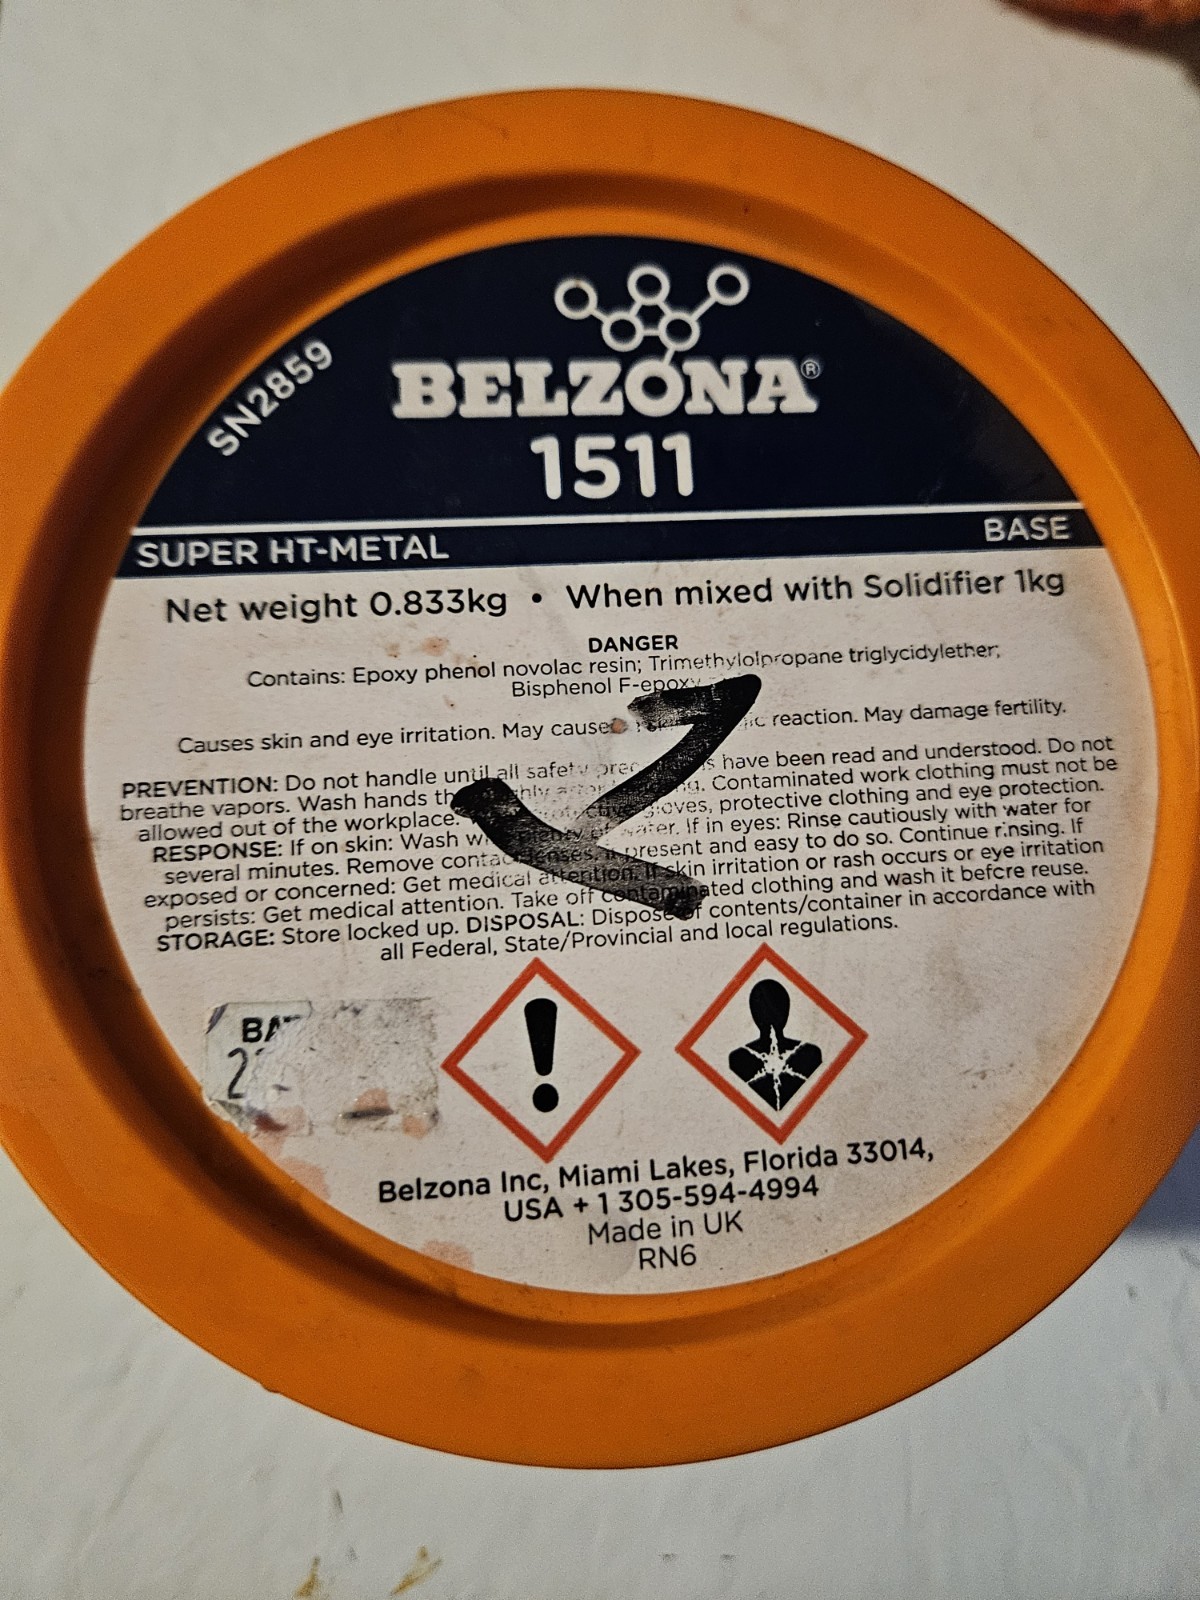 SN2859
BELZONA®
1511
SUPER HT-METAL BASE
Net weight 0.833kg • When mixed with Solidifier 1kg
DANGER
Contains: Epoxy phenol novolac resin; Trimethylolpropane triglycidylether;
Bisphenol F-epoxy
Causes skin and eye irritation. May cause reaction. May damage fertility.
PREVENTION: Do not handle until all safety have been read and understood. Do not
breathe vapors. Wash hands Contaminated work clothing must not be
allowed out of the workplace. gloves, protective clothing and eye protection.
RESPONSE: If on skin: Wash plenty of water. If in eyes: Rinse cautiously with water for
several minutes. Remove contact lenses, if present and easy to do so. Continue rinsing. If
exposed or concerned: Get medical attention. If skin irritation or rash occurs or eye irritation
persists: Get medical attention. Take off contaminated clothing and wash it before reuse.
STORAGE: Store locked up. DISPOSAL: Dispose of contents/container in accordance with
all Federal, State/Provincial and local regulations.
Belzona Inc, Miami Lakes, Florida 33014,
USA + 1 305-594-4994
Made in UK
RN6